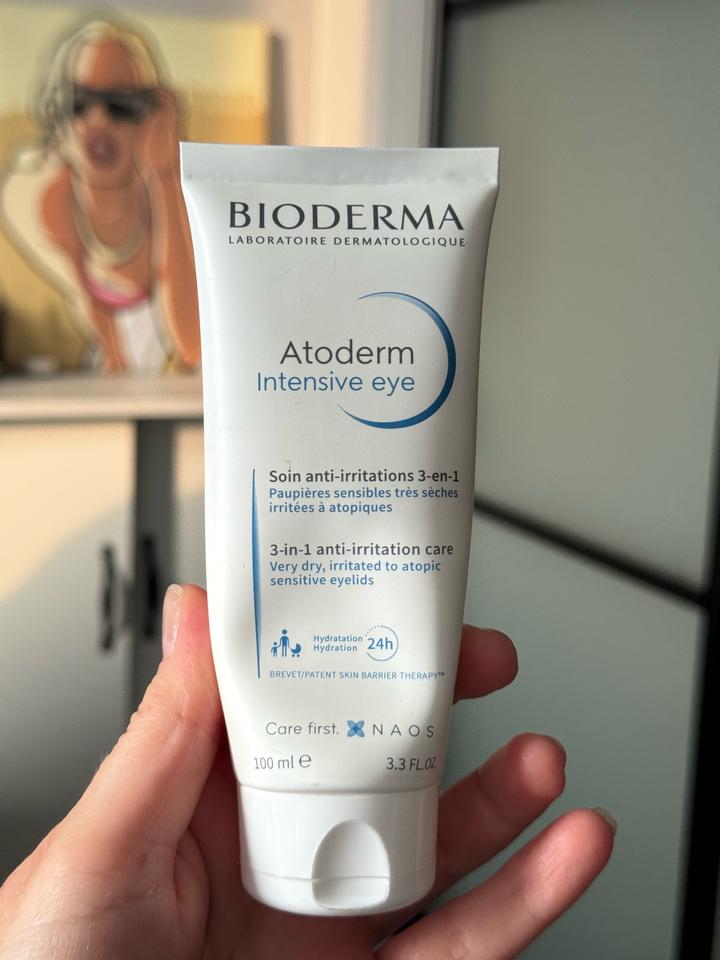 BIODERMA
LABORATOIRE DERMATOLOGIQUE
Atoderm
Intensive eye
Soin anti-irritations 3-en-1
Paupières sensibles très sèches
irritées à atopiques
3-in-1 anti-irritation care
Very dry, irritated to atopic
sensitive eyelids
Hydratation
Hydration
24h
BREVET/PATENT SKIN BARRIER THERAPY™
Care first. NAOS
100 ml ℮ 3.3 FL.OZ